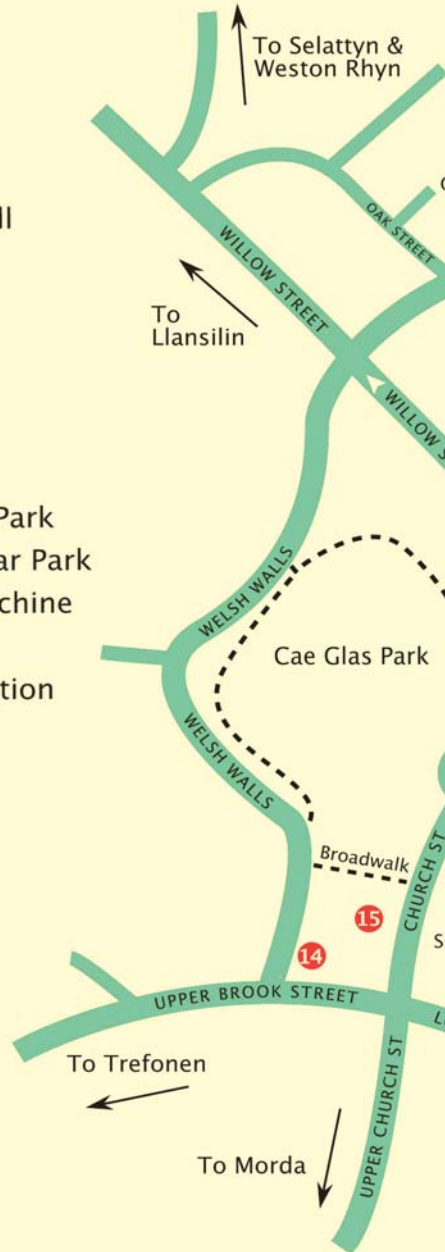 To Selattyn &
Weston Rhyn
ll
OAK STREET
WILLOW STREET
To
Llansilin
WILLOW S
Park
ar Park
chine
tion
WELSH WALLS
Cae Glas Park
WELSH WALLS
Broadwalk
CHURCH ST
15
S
14
UPPER BROOK STREET
L
To Trefonen
UPPER CHURCH ST
To Morda